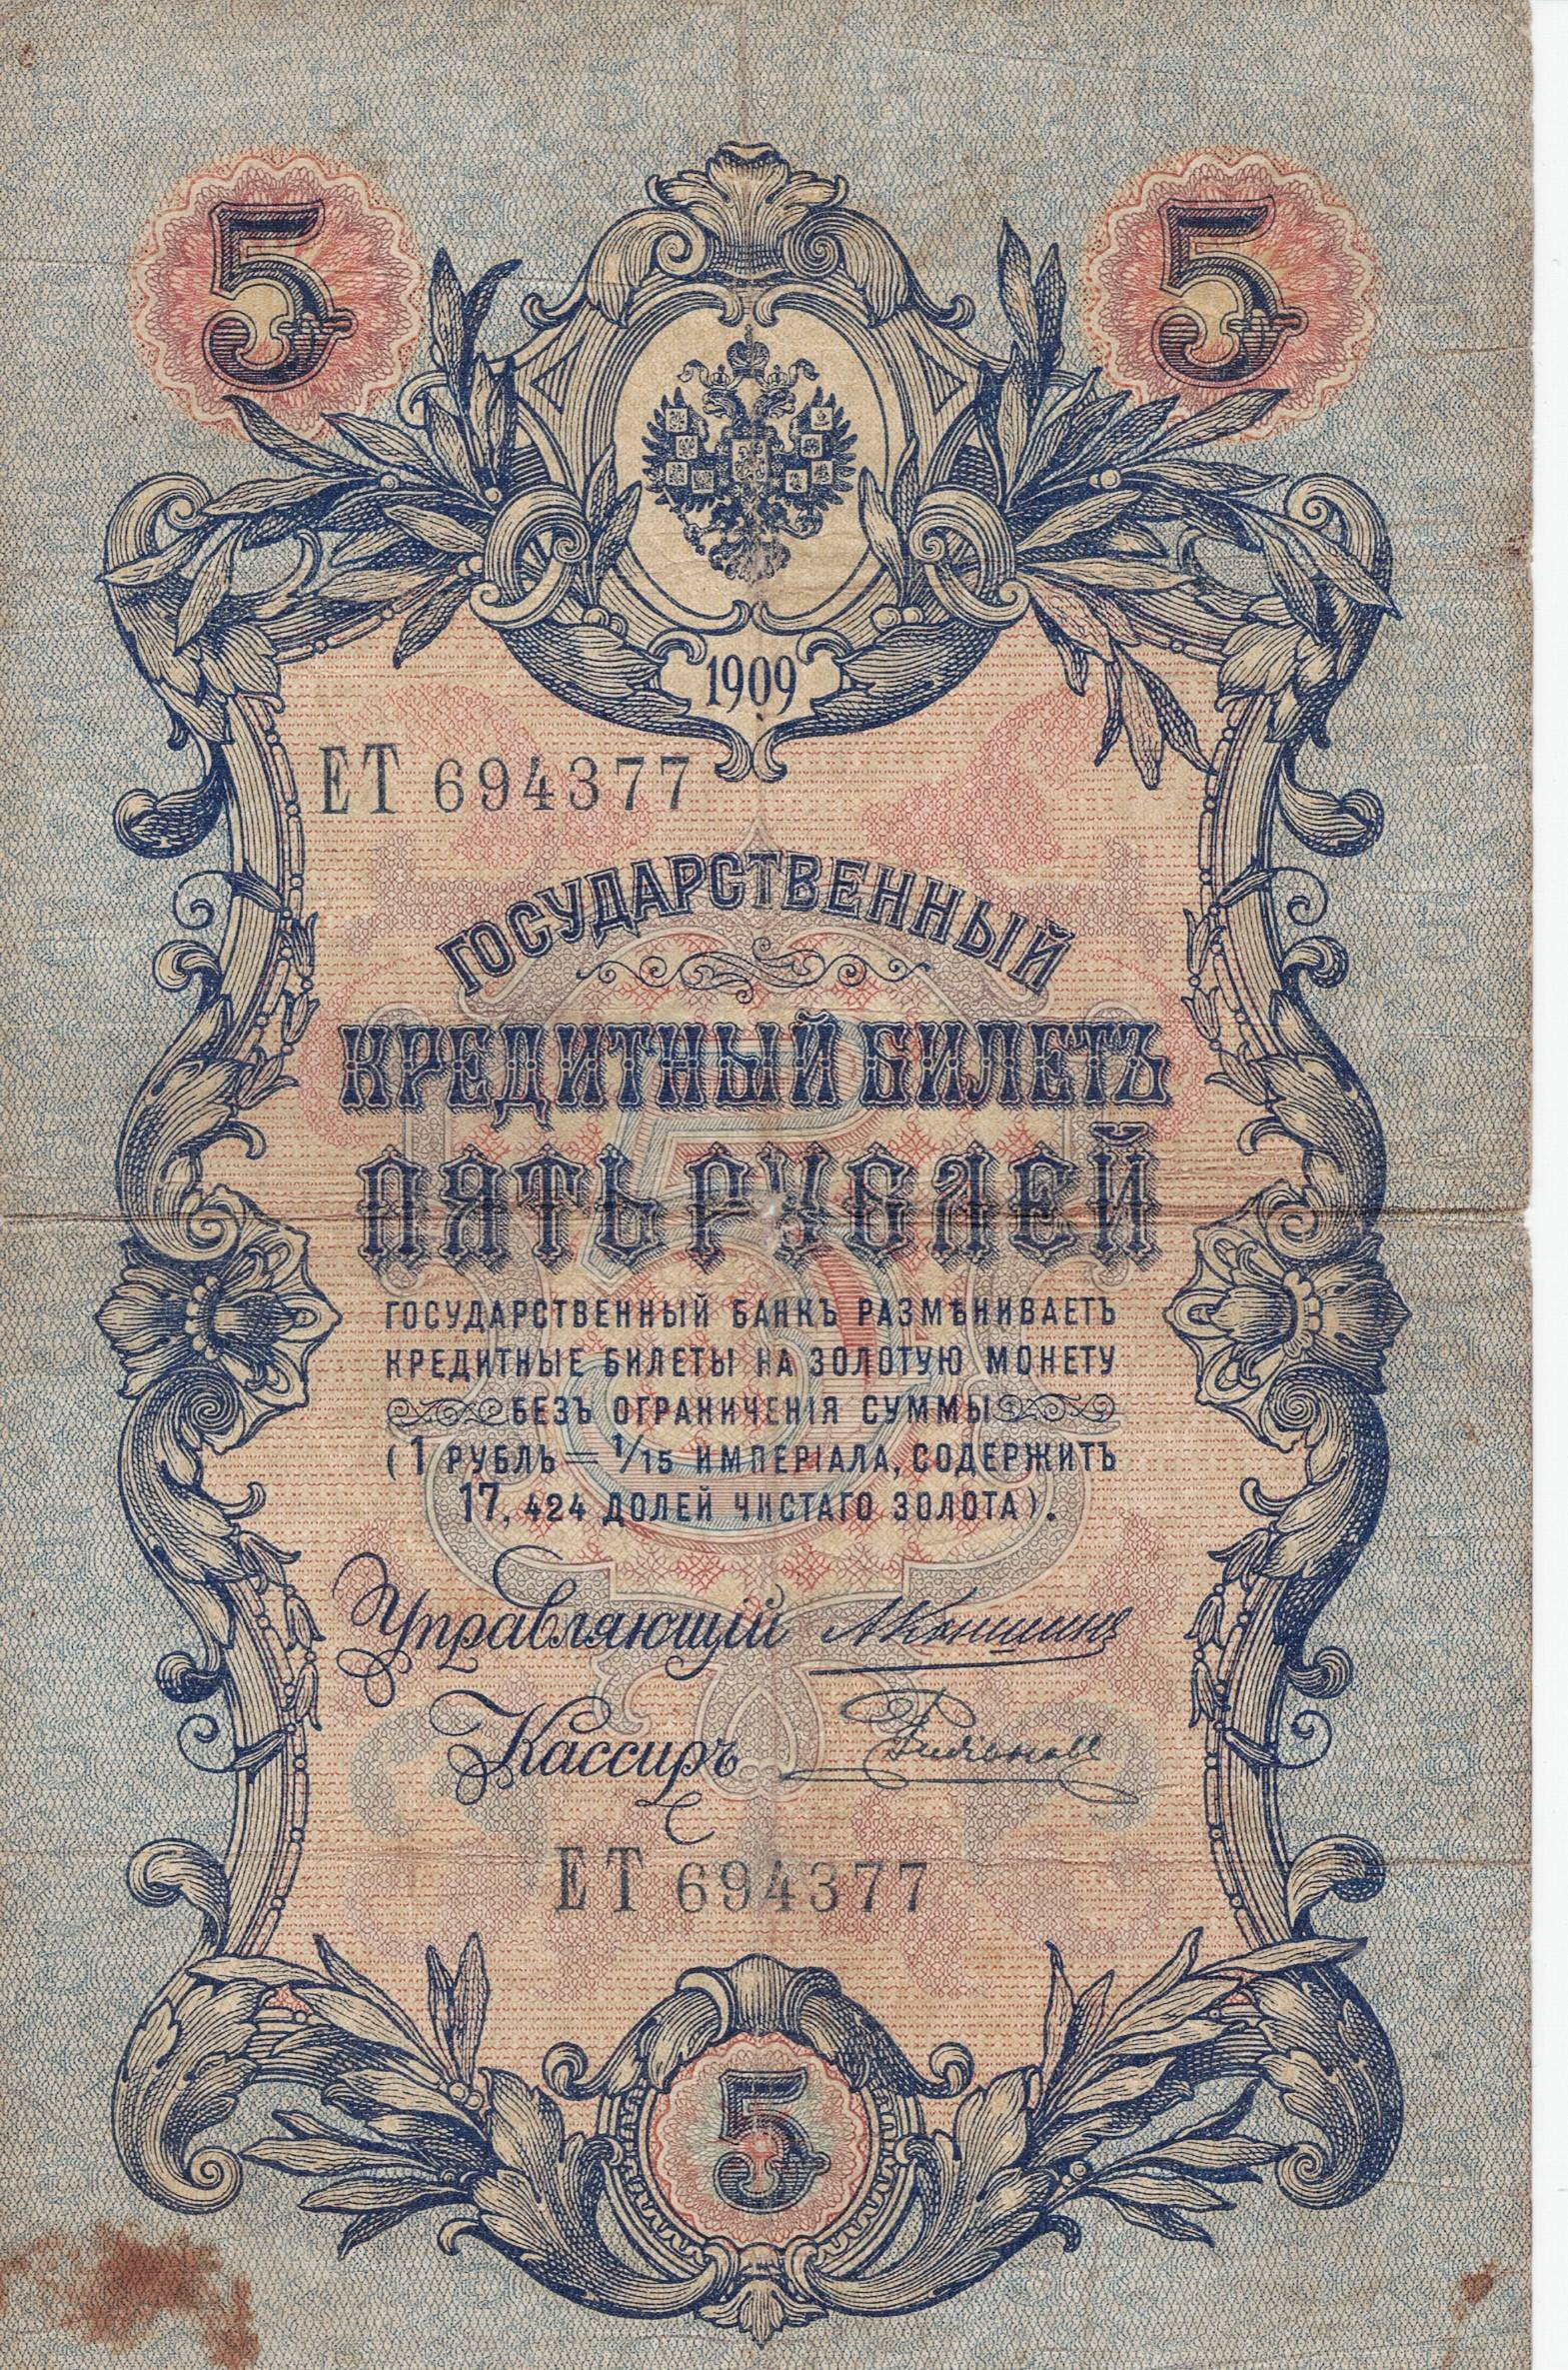 5 5
1909
ЕТ 694377
ГОСУДАРСТВЕННЫЙ
КРЕДИТНЫЙ БИЛЕТЪ
ПЯТЬ РУБЛЕЙ
ГОСУДАРСТВЕННЫЙ БАНКЪ РАЗМѢНИВАЕТЪ
КРЕДИТНЫЕ БИЛЕТЫ НА ЗОЛОТУЮ МОНЕТУ
БЕЗЪ ОГРАНИЧЕНІЯ СУММЫ
(1 РУБЛЬ = 1/15 ИМПЕРІАЛА, СОДЕРЖИТЪ
17,424 ДОЛЕЙ ЧИСТАГО ЗОЛОТА).
Управляющій АКоншинъ
Кассиръ
ЕТ 694377
5